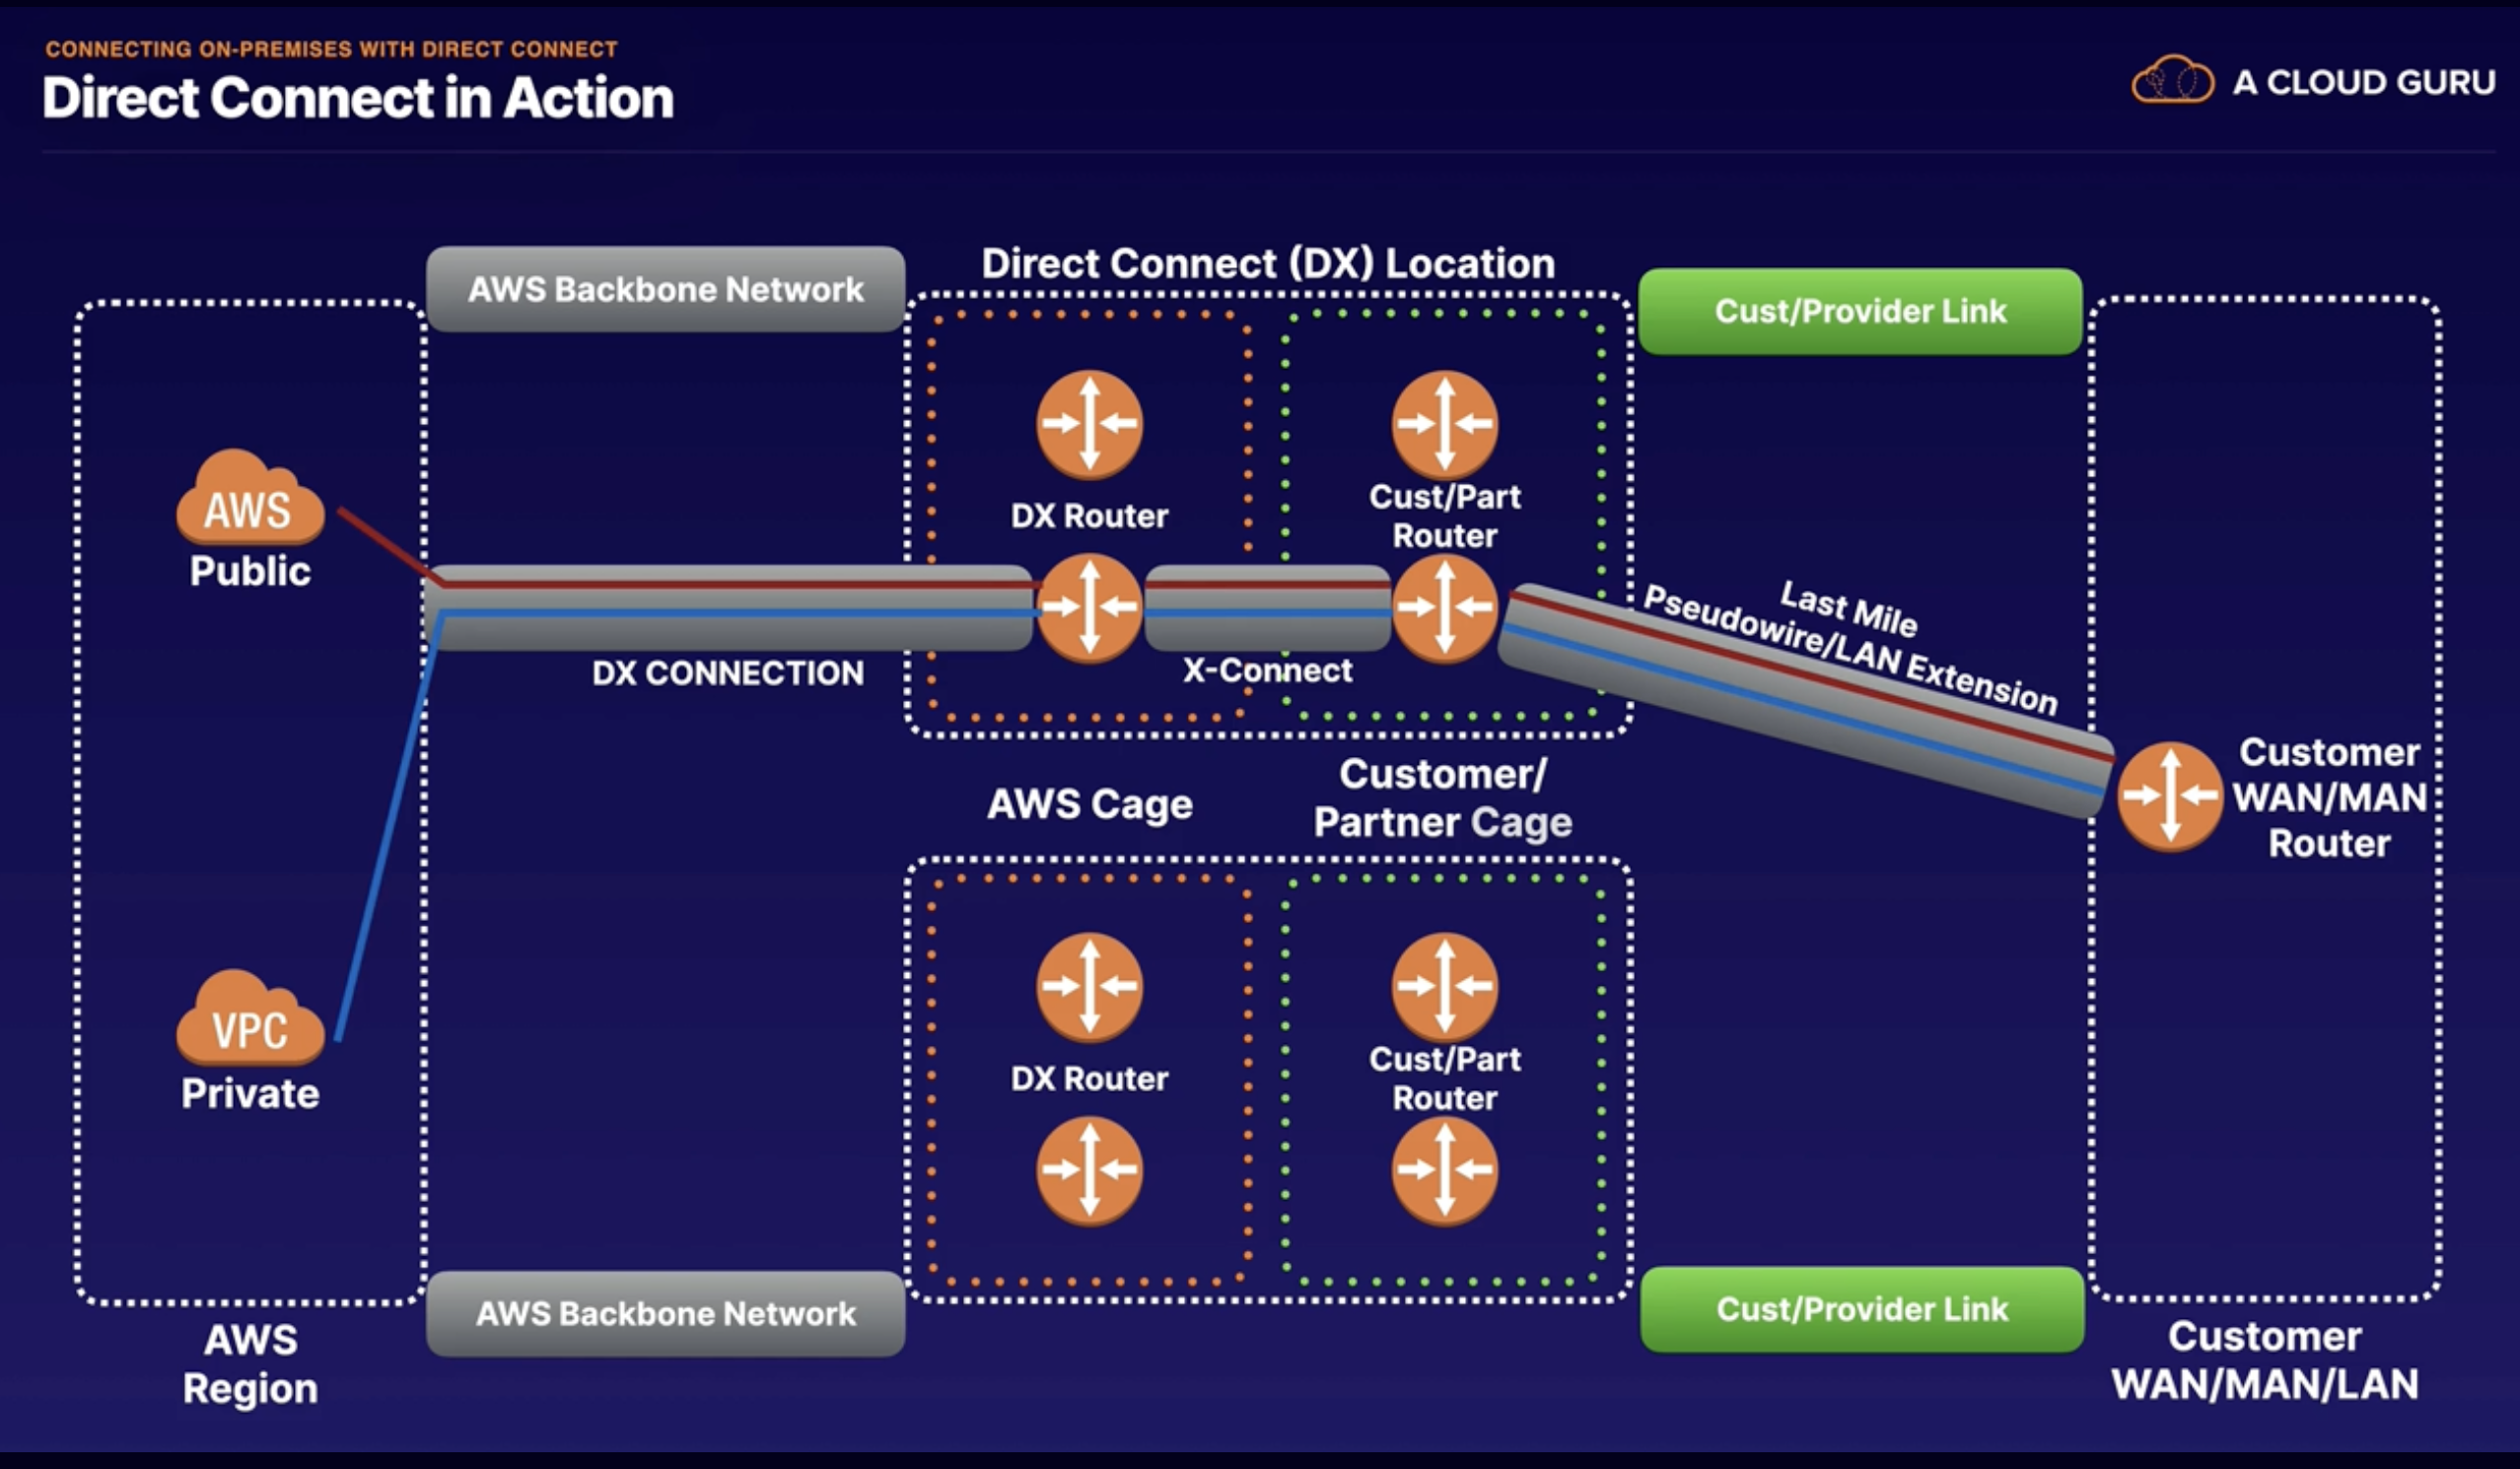 CONNECTING ON-PREMISES WITH DIRECT CONNECT
Direct Connect in Action
A CLOUD GURU
AWS Backbone Network
Direct Connect (DX) Location
Cust/Provider Link
AWS
Public
DX Router
Cust/Part
Router
DX CONNECTION
X-Connect
Last Mile
Pseudowire/LAN Extension
Customer
WAN/MAN
Router
AWS Cage
Customer/
Partner Cage
VPC
Private
DX Router
Cust/Part
Router
AWS Backbone Network
Cust/Provider Link
AWS
Region
Customer
WAN/MAN/LAN